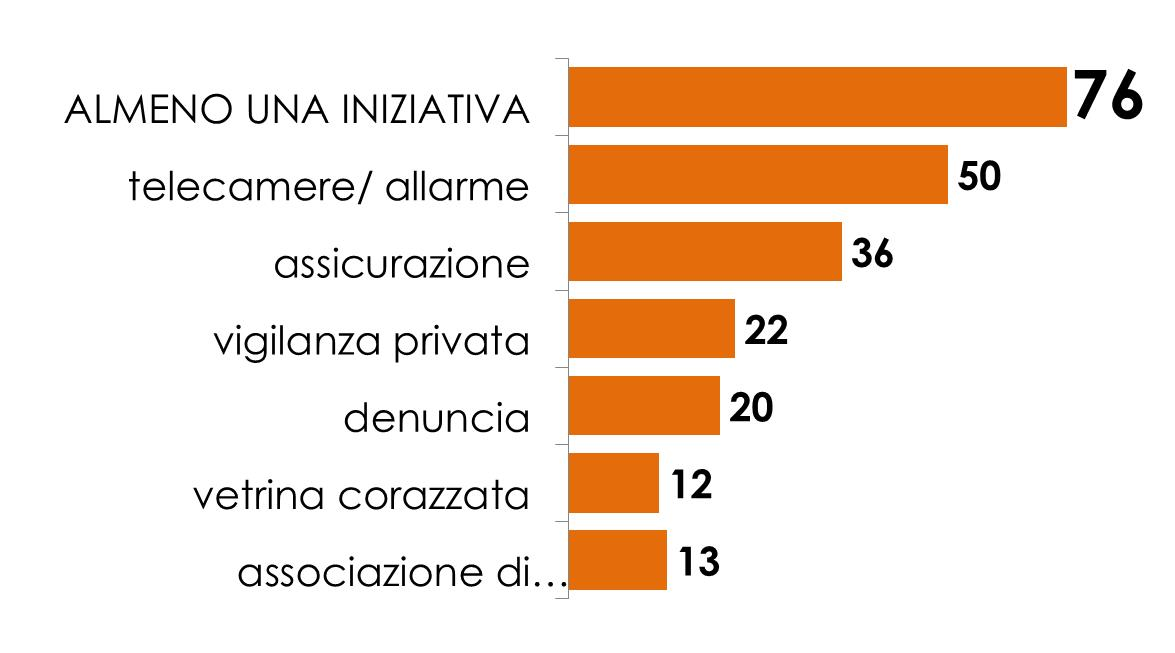 ALMENO UNA INIZIATIVA 76
telecamere/ allarme 50
assicurazione 36
vigilanza privata 22
denuncia 20
vetrina corazzata 12
associazione di... 13